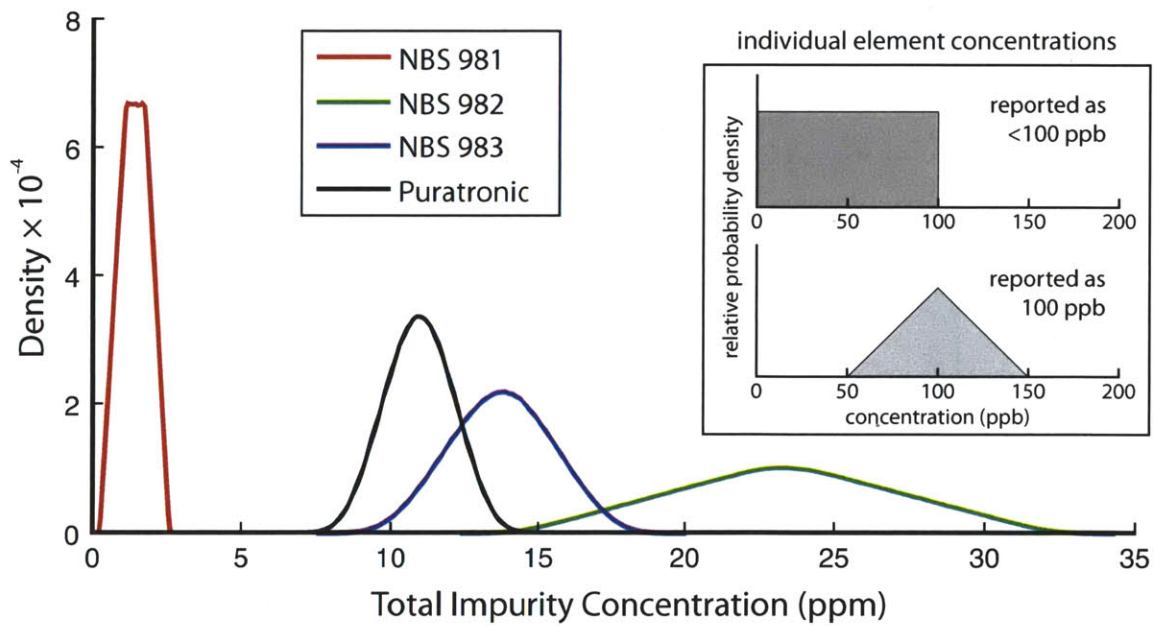 8
6
4
2
0
Density × 10⁻⁴
NBS 981
NBS 982
NBS 983
Puratronic
individual element concentrations
relative probability density
reported as
<100 ppb
0 50 100 150 200
reported as
100 ppb
0 50 100 150 200
concentration (ppb)
0 5 10 15 20 25 30 35
Total Impurity Concentration (ppm)